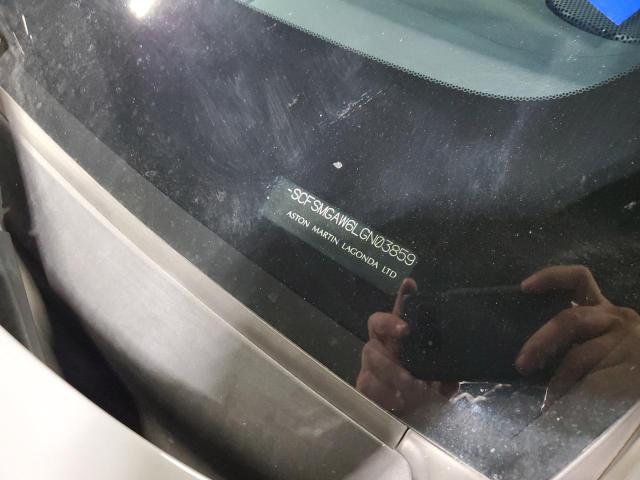 -SCFSMGAW6LGN03859
ASTON MARTIN LAGONDA LTD